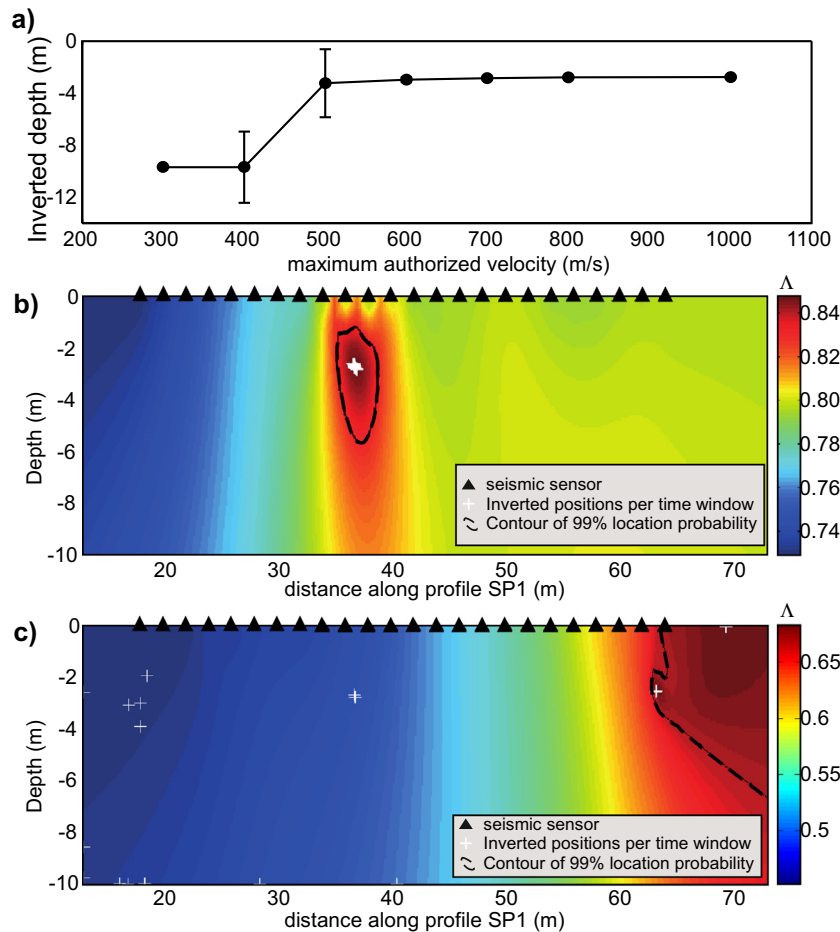 a)
Inverted depth (m)
0
-4
-8
-12
200 300 400 500 600 700 800 900 1000 1100
maximum authorized velocity (m/s)
b)
Depth (m)
0
-2
-4
-6
-8
-10
seismic sensor
Inverted positions per time window
Contour of 99% location probability
20 30 40 50 60 70
distance along profile SP1 (m)
Λ
0.84
0.82
0.80
0.78
0.76
0.74
c)
Depth (m)
0
-2
-4
-6
-8
-10
seismic sensor
Inverted positions per time window
Contour of 99% location probability
20 30 40 50 60 70
distance along profile SP1 (m)
Λ
0.65
0.6
0.55
0.5